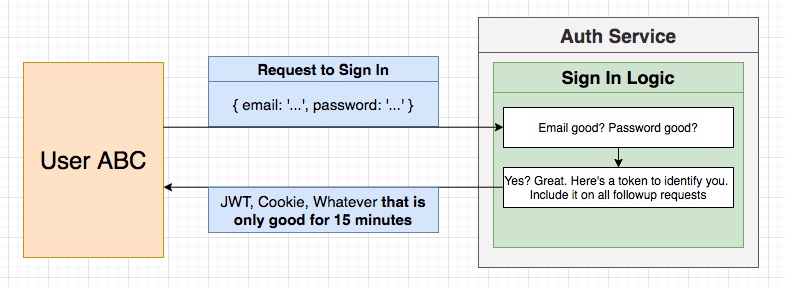 Auth Service
Request to Sign In
Sign In Logic
{ email: '...', password: '...' }
Email good? Password good?
User ABC
Yes? Great. Here's a token to identify you.
Include it on all followup requests
JWT, Cookie, Whatever that is
only good for 15 minutes